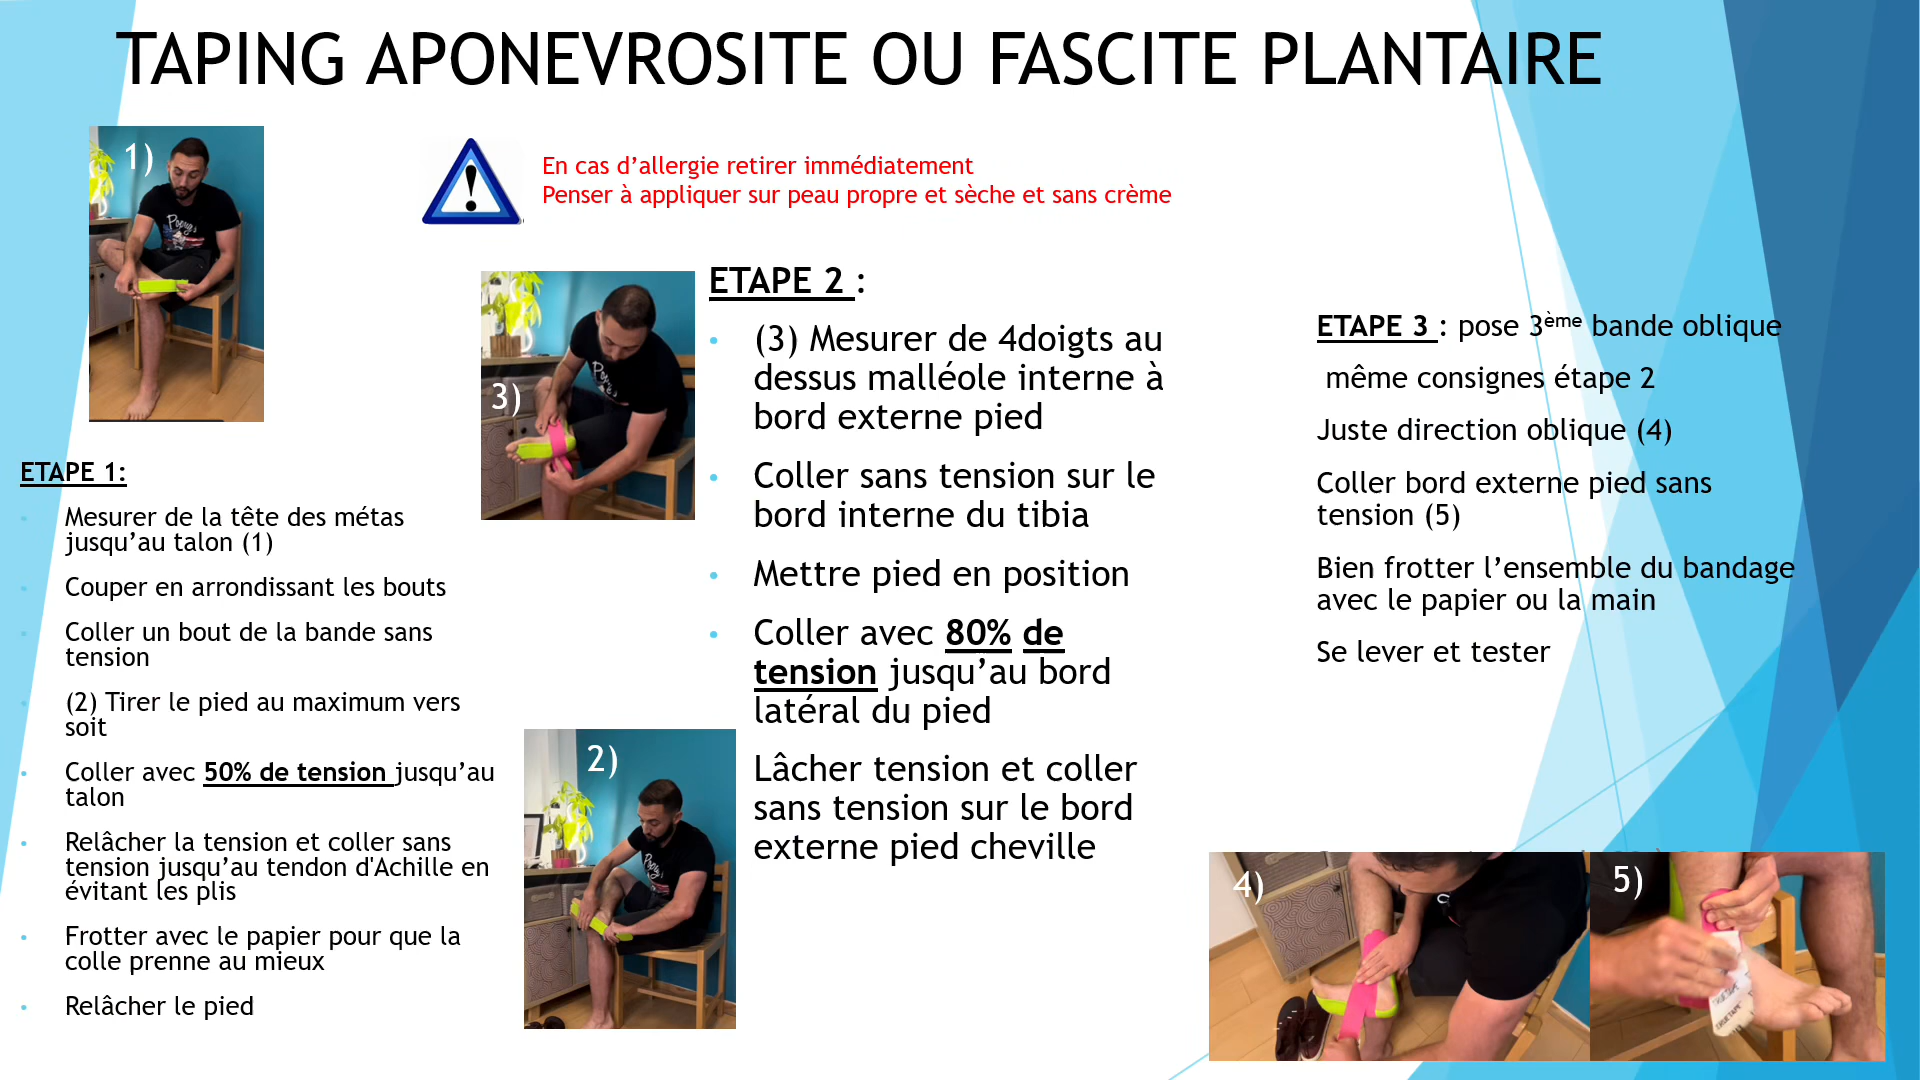 TAPING APONEVROSITE OU FASCITE PLANTAIRE
1)
En cas d’allergie retirer immédiatement
Penser à appliquer sur peau propre et sèche et sans crème
ETAPE 1:
Mesurer de la tête des métas
jusqu’au talon (1)
Couper en arrondissant les bouts
Coller un bout de la bande sans
tension
(2) Tirer le pied au maximum vers
soit
Coller avec 50% de tension jusqu’au
talon
Relâcher la tension et coller sans
tension jusqu’au tendon d'Achille en
évitant les plis
Frotter avec le papier pour que la
colle prenne au mieux
Relâcher le pied
3)
2)
ETAPE 2 :
(3) Mesurer de 4doigts au
dessus malléole interne à
bord externe pied
Coller sans tension sur le
bord interne du tibia
Mettre pied en position
Coller avec 80% de
tension jusqu’au bord
latéral du pied
Lâcher tension et coller
sans tension sur le bord
externe pied cheville
ETAPE 3 : pose 3ème bande oblique
même consignes étape 2
Juste direction oblique (4)
Coller bord externe pied sans
tension (5)
Bien frotter l’ensemble du bandage
avec le papier ou la main
Se lever et tester
4)
5)